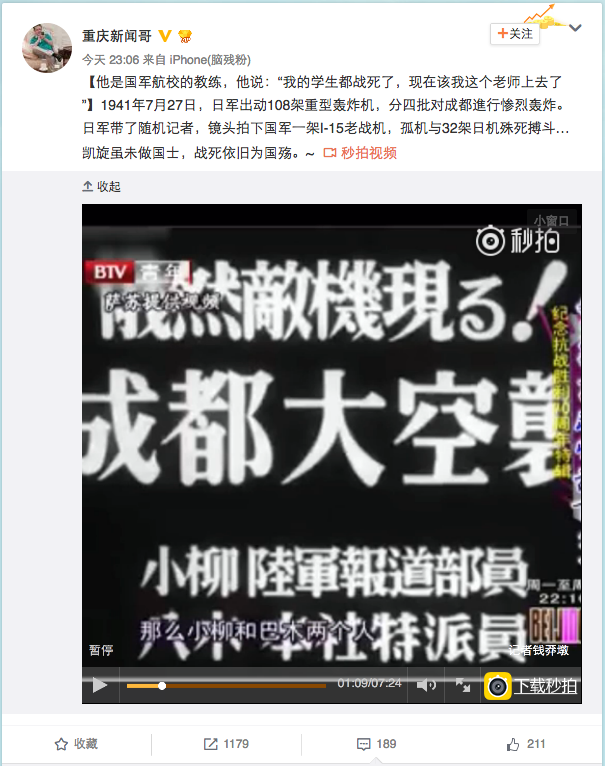 重庆新闻哥
+关注
今天 23:06 来自 iPhone(脑残粉)
【他是国军航校的教练，他说：“我的学生都战死了，现在该我这个老师上去了
”】1941年7月27日，日军出动108架重型轰炸机，分四批对成都進行惨烈轰炸。
日军带了随机记者，镜头拍下国军一架I-15老战机，孤机与32架日机殊死搏斗…
凯旋虽未做国士，战死依旧为国殇。~ 秒拍视频
收起
小窗口
秒拍
BTV 青年
萨苏提供视频
然敵機現る！
成都大空襲
纪念抗战胜利70周年特辑
小柳 陸軍報道部員
周一至周
22:10
八木 本社特派員
BEIJ
那么小柳和巴木两个人
暂停
记者钱莽墩
01:09/07:24
下载秒拍
收藏
1179
189
211